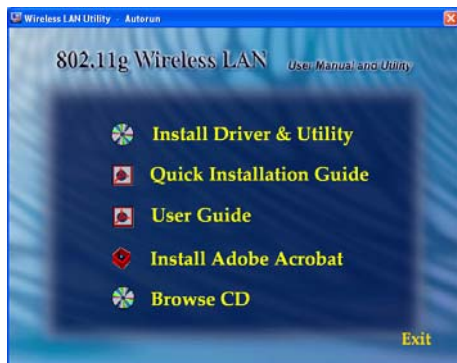 Wireless LAN Utility - Autorun
802.11g Wireless LAN User Manual and Utility
Install Driver & Utility
Quick Installation Guide
User Guide
Install Adobe Acrobat
Browse CD
Exit